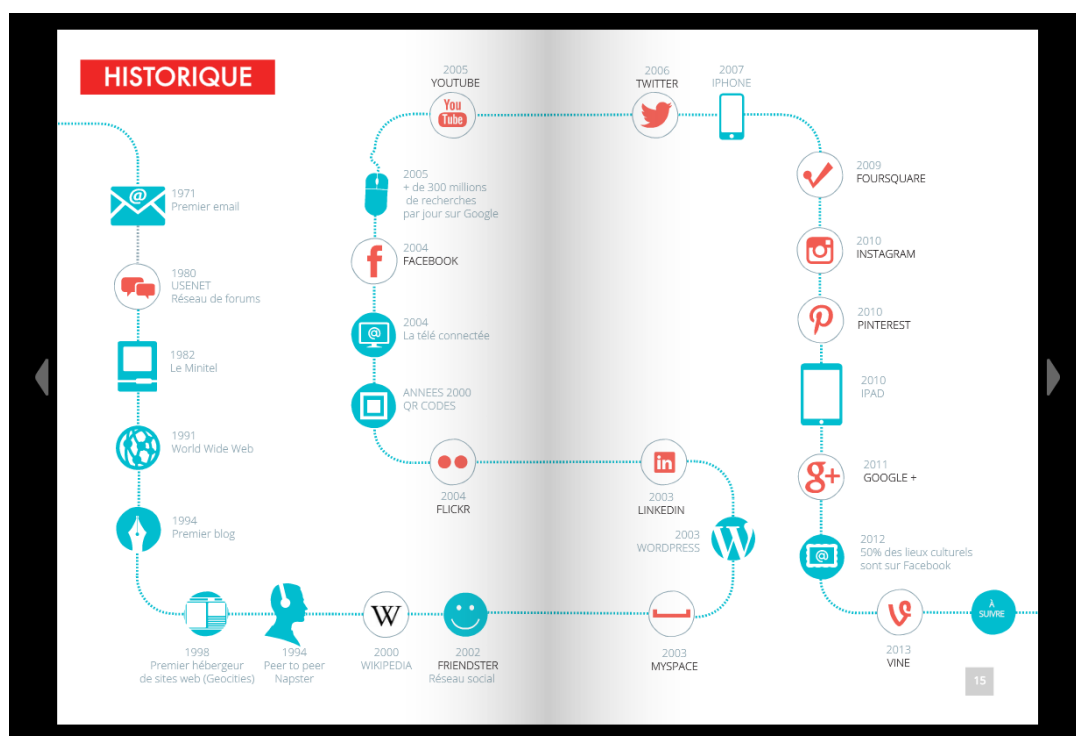 HISTORIQUE
1971
Premier email
1980
USENET
Réseau de forums
1982
Le Minitel
1991
World Wide Web
1994
Premier blog
1998
Premier hébergeur
de sites web (Geocities)
1994
Peer to peer
Napster
2000
WIKIPEDIA
W
2002
FRIENDSTER
Réseau social
2003
MYSPACE
2003
WORDPRESS
W
2003
LINKEDIN
in
2004
FLICKR
ANNEES 2000
QR CODES
2004
La télé connectée
@
2004
FACEBOOK
f
2005
+ de 300 millions
de recherches
par jour sur Google
2005
YOUTUBE
You
Tube
2006
TWITTER
2007
IPHONE
2009
FOURSQUARE
2010
INSTAGRAM
2010
PINTEREST
2010
IPAD
2011
GOOGLE +
g+
2012
50% des lieux culturels
sont sur Facebook
@
2013
VINE
À
SUIVRE
15
@